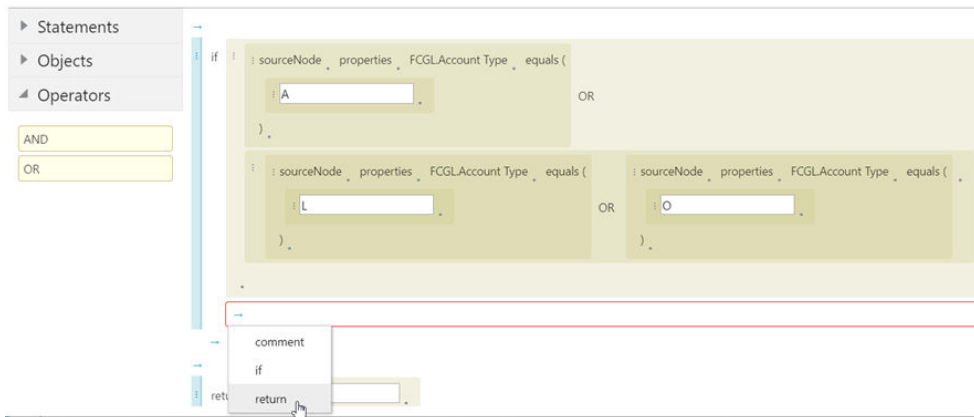 Statements
Objects
Operators
AND
OR
if sourceNode . properties . FCGL.Account Type . equals (
A .
OR
) .
sourceNode . properties . FCGL.Account Type . equals (
L .
) .
OR
sourceNode . properties . FCGL.Account Type . equals ( .
O .
) .
.
comment
if
return
retu .